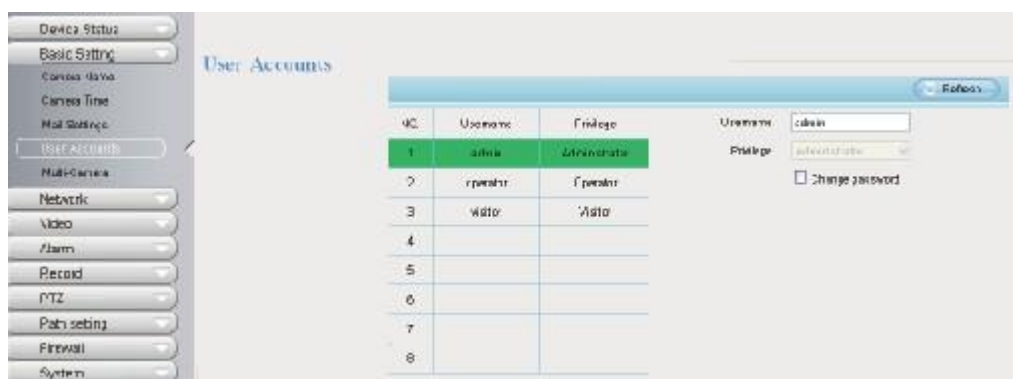 Device Status
Basic Setting
Camera Name
Camera Time
Mail Settings
User Accounts
Multi-Camera
Network
Video
Alarm
Record
PTZ
Path setting
Firewall
System
User Accounts
Refresh
NO. Username Privilege
1 admin Administrator
2 operator Operator
3 visitor Visitor
4
5
6
7
8
Username admin
Privilege administrator
Change password